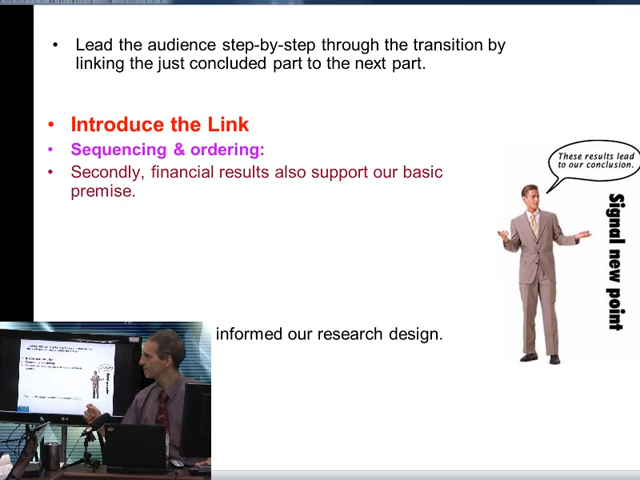 • Lead the audience step-by-step through the transition by
linking the just concluded part to the next part.
• Introduce the Link
• Sequencing & ordering:
• Secondly, financial results also support our basic
premise.
These results lead
to our conclusion.
Signal new point
informed our research design.